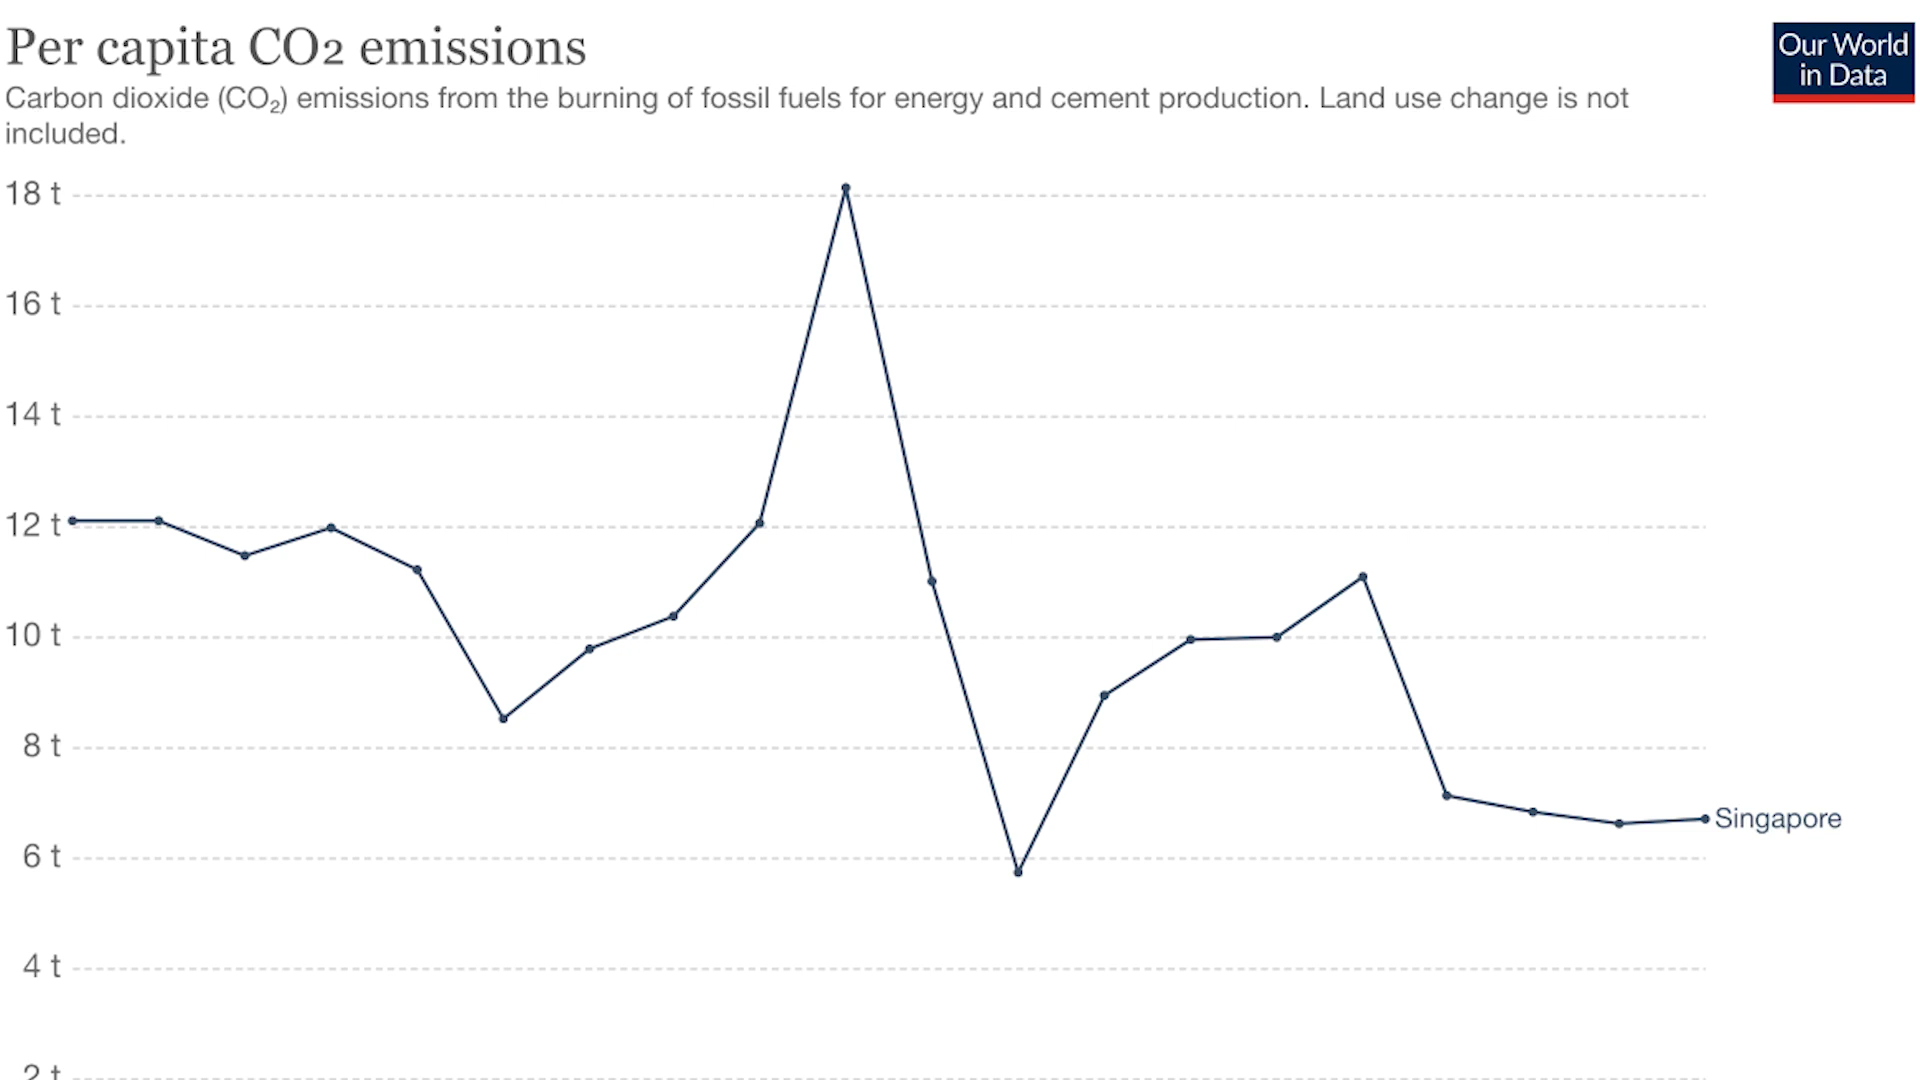 Per capita CO2 emissions
Our World
in Data
Carbon dioxide (CO₂) emissions from the burning of fossil fuels for energy and cement production. Land use change is not
included.
18 t
16 t
14 t
12 t
10 t
8 t
Singapore
6 t
4 t
2 t